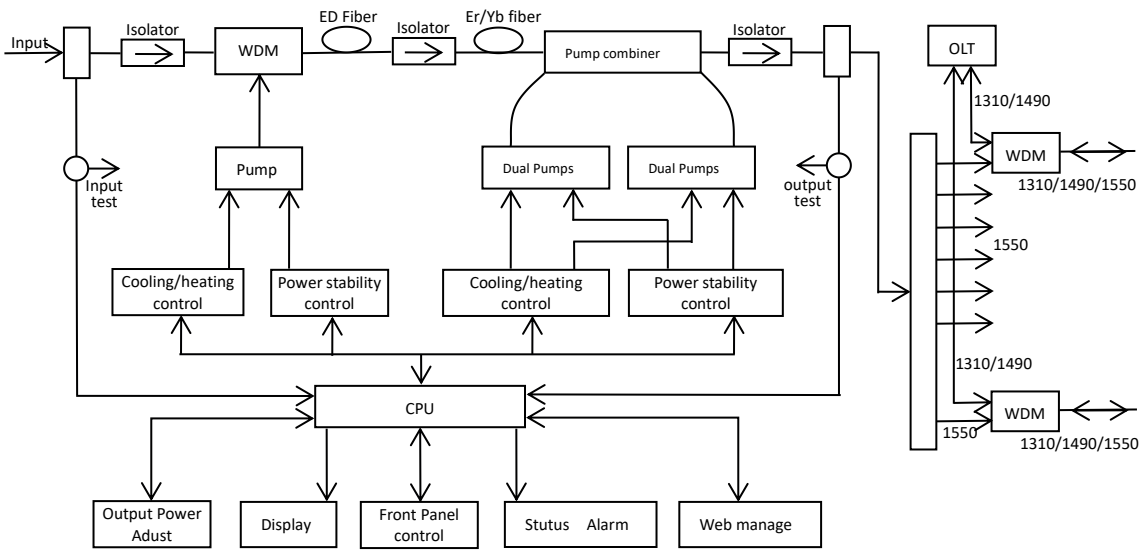 Input
Isolator
WDM
ED Fiber
Isolator
Er/Yb fiber
Pump combiner
Isolator
OLT
1310/1490
WDM
1310/1490/1550
Input
test
Pump
Dual Pumps
Dual Pumps
output
test
1550
Cooling/heating
control
Power stability
control
Cooling/heating
control
Power stability
control
1310/1490
WDM
1550
1310/1490/1550
CPU
Output Power
Adust
Display
Front Panel
control
Stutus Alarm
Web manage